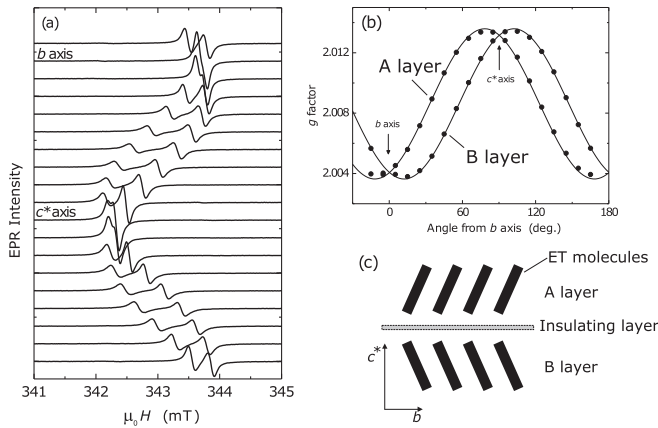 (a)
b axis
c* axis
EPR Intensity
341 342 343 344 345
μ₀H (mT)
(b)
2.012
2.008
2.004
g factor
A layer
B layer
c* axis
b axis
0 60 120 180
Angle from b axis (deg.)
(c)
ET molecules
A layer
Insulating layer
B layer
c*
b